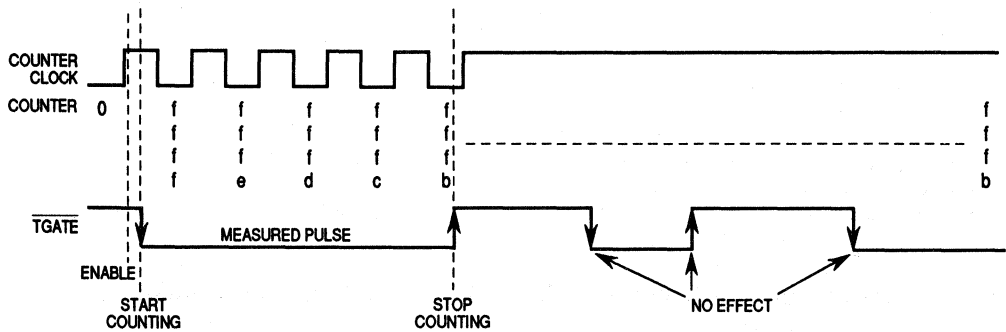 COUNTER
CLOCK
COUNTER 0 f f f f f f
f f f f f f
f f f f f f
f e d c b b
TGATE
MEASURED PULSE
ENABLE
START
COUNTING
STOP
COUNTING
NO EFFECT